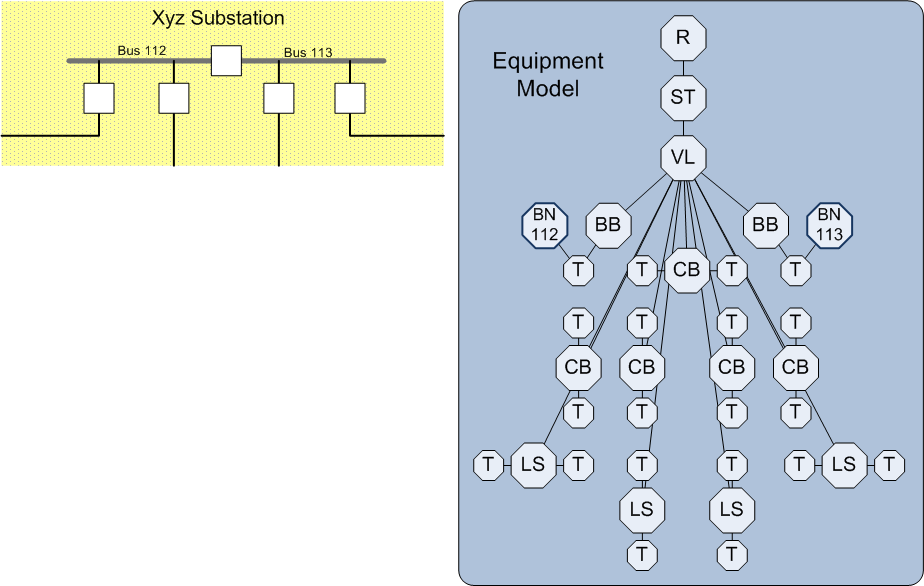 Xyz Substation
Bus 112
Bus 113
Equipment
Model
R
ST
VL
BN
112
BB
BB
BN
113
T
T
CB
T
T
T
T
T
T
CB
CB
CB
CB
T
T
T
T
T
LS
T
T
T
T
LS
T
LS
LS
T
T